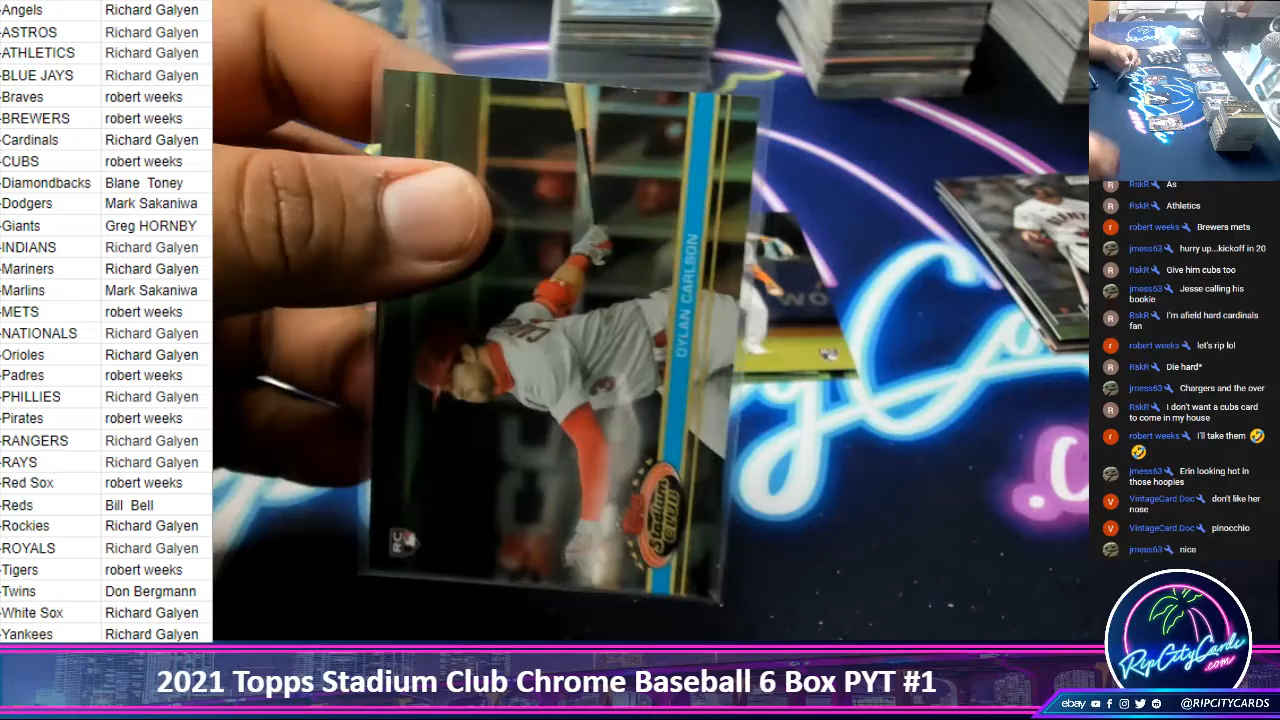 -Angels Richard Galyen
-ASTROS Richard Galyen
-ATHLETICS Richard Galyen
-BLUE JAYS Richard Galyen
-Braves robert weeks
-BREWERS robert weeks
-Cardinals Richard Galyen
-CUBS robert weeks
-Diamondbacks Blane Toney
-Dodgers Mark Sakaniwa
-Giants Greg HORNBY
-INDIANS Richard Galyen
-Mariners Richard Galyen
-Marlins Mark Sakaniwa
-METS robert weeks
-NATIONALS Richard Galyen
-Orioles Richard Galyen
-Padres robert weeks
-PHILLIES Richard Galyen
-Pirates robert weeks
-RANGERS Richard Galyen
-RAYS Richard Galyen
-Red Sox robert weeks
-Reds Bill Bell
-Rockies Richard Galyen
-ROYALS Richard Galyen
-Tigers robert weeks
-Twins Don Bergmann
-White Sox Richard Galyen
-Yankees Richard Galyen
DYLAN CARLSON
Topps
Stadium
CLUB
RC
R RskR As
R RskR Athletics
r robert weeks Brewers mets
jmess63 hurry up...kickoff in 20
R RskR Give him cubs too
jmess63 Jesse calling his
bookie
R RskR I'm afield hard cardinals
fan
r robert weeks let's rip lol
R RskR Die hard*
jmess63 Chargers and the over
R RskR I don't want a cubs card
to come in my house
r robert weeks I'll take them 🤣
🤣
jmess63 Erin looking hot in
those hoopies
V VintageCard Doc don't like her
nose
V VintageCard Doc pinocchio
jmess63 nice
RipCityCards
.com
2021 Topps Stadium Club Chrome Baseball 6 Box PYT #1
ebay @RIPCITYCARDS